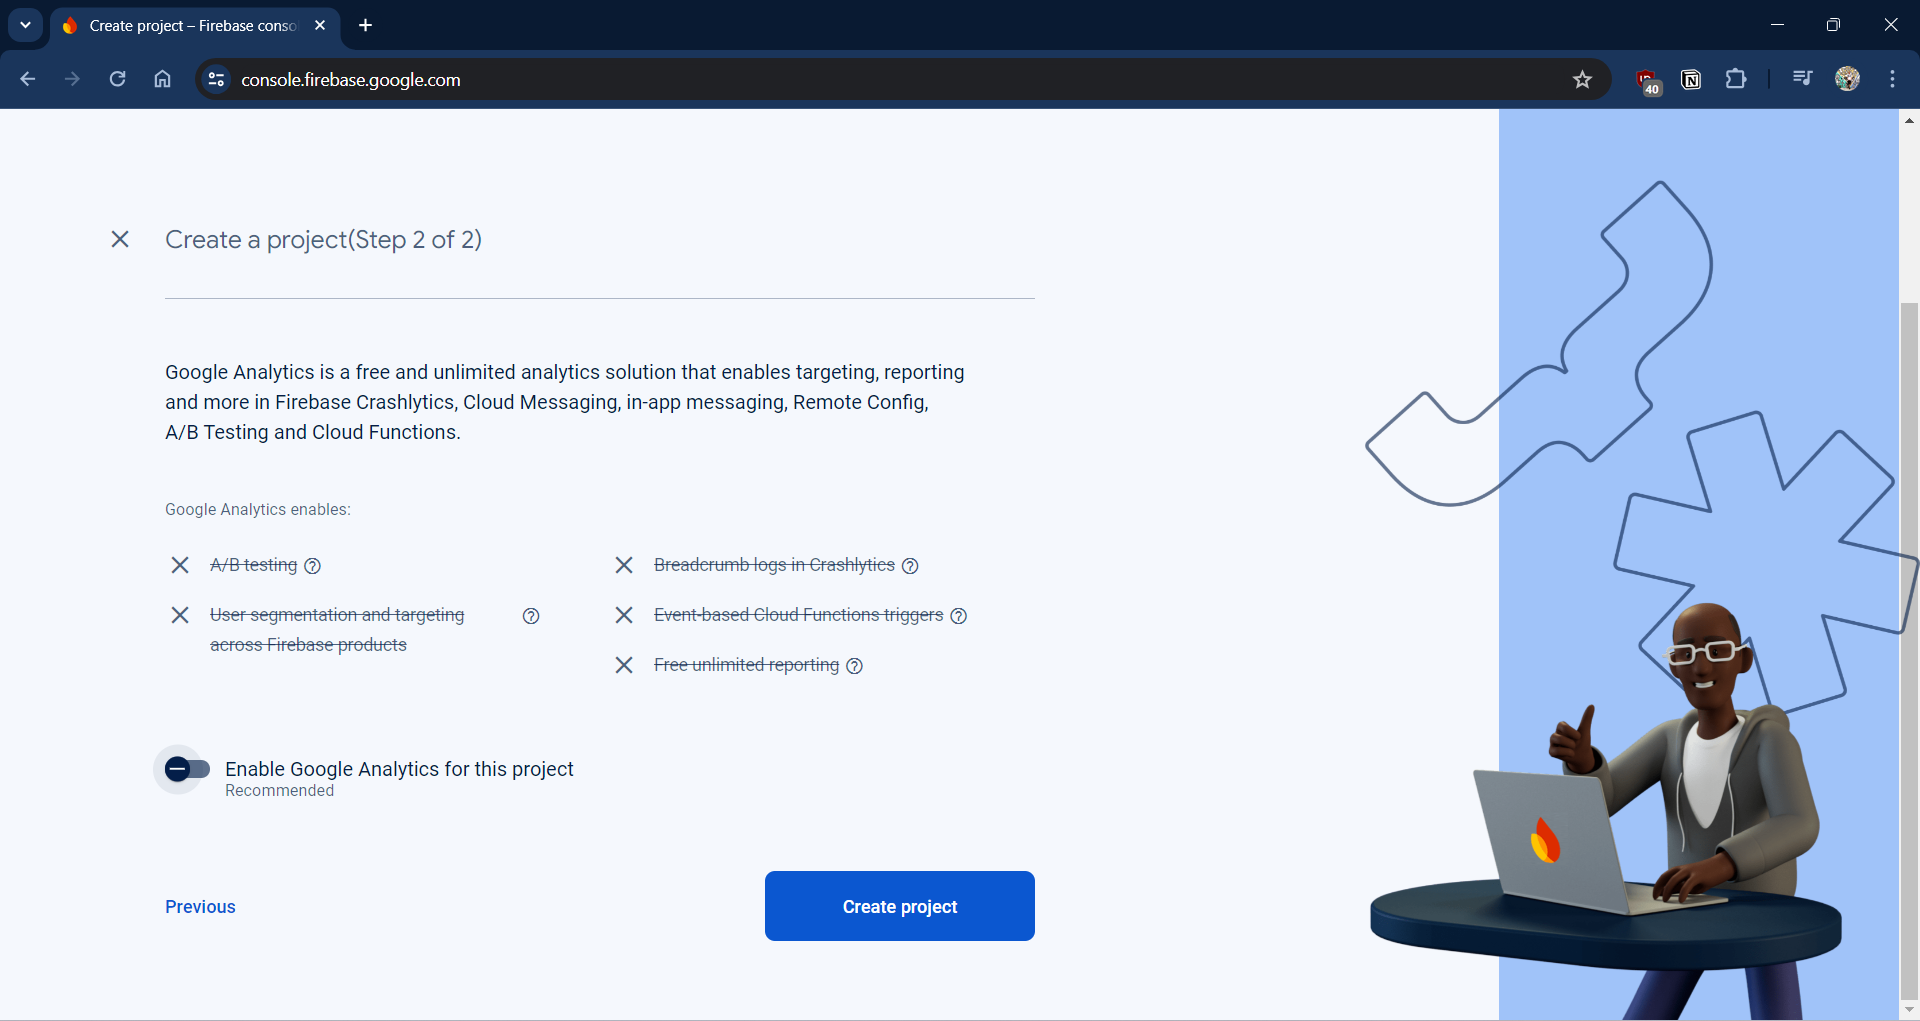 Create project – Firebase conso
console.firebase.google.com
40
Create a project(Step 2 of 2)
Google Analytics is a free and unlimited analytics solution that enables targeting, reporting
and more in Firebase Crashlytics, Cloud Messaging, in-app messaging, Remote Config,
A/B Testing and Cloud Functions.
Google Analytics enables:
A/B testing
User segmentation and targeting
across Firebase products
Breadcrumb logs in Crashlytics
Event-based Cloud Functions triggers
Free unlimited reporting
Enable Google Analytics for this project
Recommended
Previous
Create project